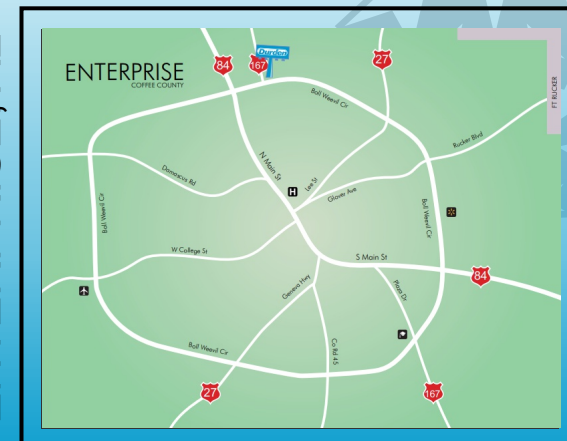 ENTERPRISE
COFFEE COUNTY
84
167
Durden
27
FT RUCKER
Boll Weevil Cir
Rucker Blvd
N Main St
Lee St
Damascus Rd
H
Glover Ave
Boll Weevil Cir
Boll Weevil Cir
W College St
S Main St
84
Geneva Hwy
Plaza Dr
Co Rd 45
Boll Weevil Cir
27
167